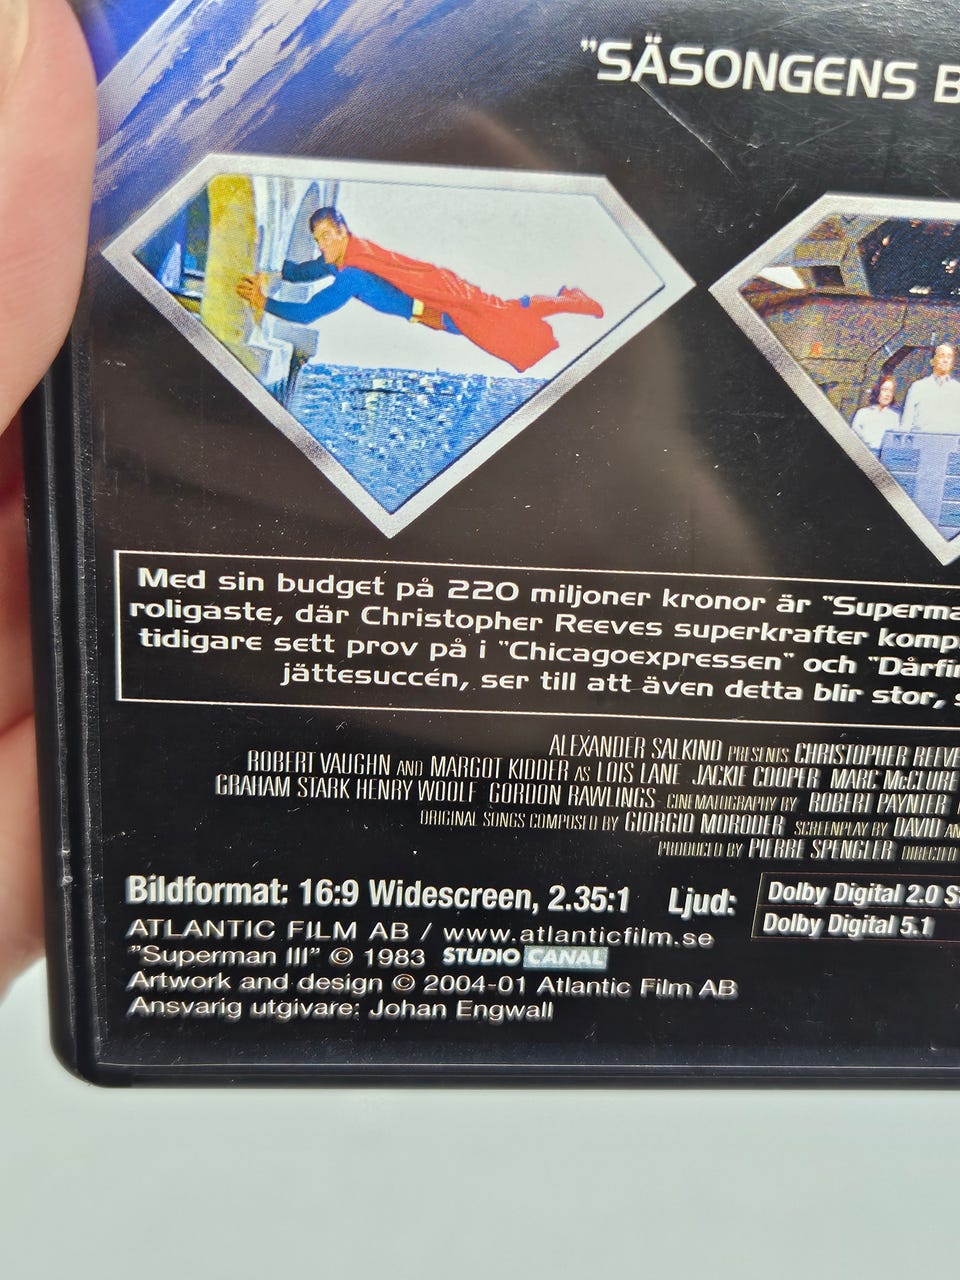 "SÄSONGENS
Med sin budget på 220 miljoner kronor är "Superma
roligaste, där Christopher Reeves superkrafter komp
tidigare sett prov på i "Chicagoexpressen" och "Dårfin
jättesuccén, ser till att även detta blir stor, s
ALEXANDER SALKIND PRESENTS CHRISTOPHER REEVE
ROBERT VAUGHN AND MARGOT KIDDER AS LOIS LANE JACKIE COOPER MARC McCLURE
GRAHAM STARK HENRY WOOLF GORDON RAWLINGS CINEMATOGRAPHY BY ROBERT PAYNTER
ORIGINAL SONGS COMPOSED BY GIORGIO MORODER SCREENPLAY BY DAVID AN
PRODUCED BY PIERRE SPENGLER DIRECTED
Bildformat: 16:9 Widescreen, 2.35:1 Ljud: Dolby Digital 2.0
Dolby Digital 5.1
ATLANTIC FILM AB / www.atlanticfilm.se
"Superman III" © 1983 STUDIO CANAL
Artwork and design © 2004-01 Atlantic Film AB
Ansvarig utgivare: Johan Engwall